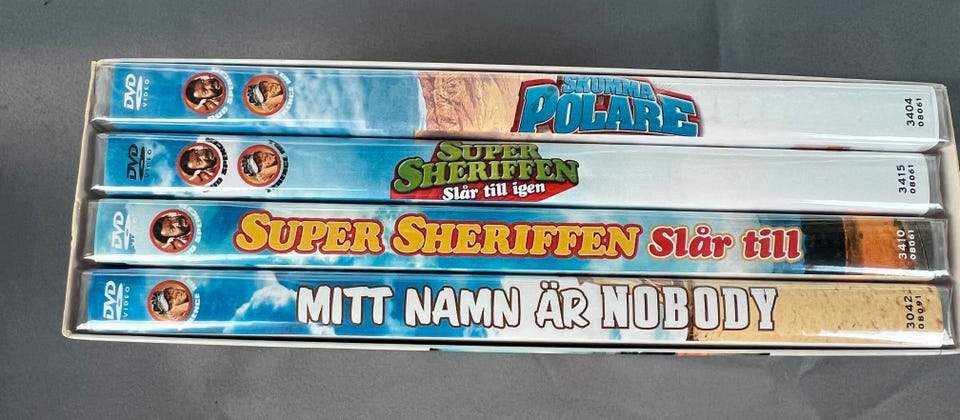 DVD
VIDEO
SKUMMA
POLARE
3404
08061
DVD
VIDEO
SUPER
SHERIFFEN
Slår till igen
3415
08061
DVD
SUPER SHERIFFEN Slår till
3410
08061
DVD
VIDEO
MITT NAMN ÄR NOBODY
3042
08091